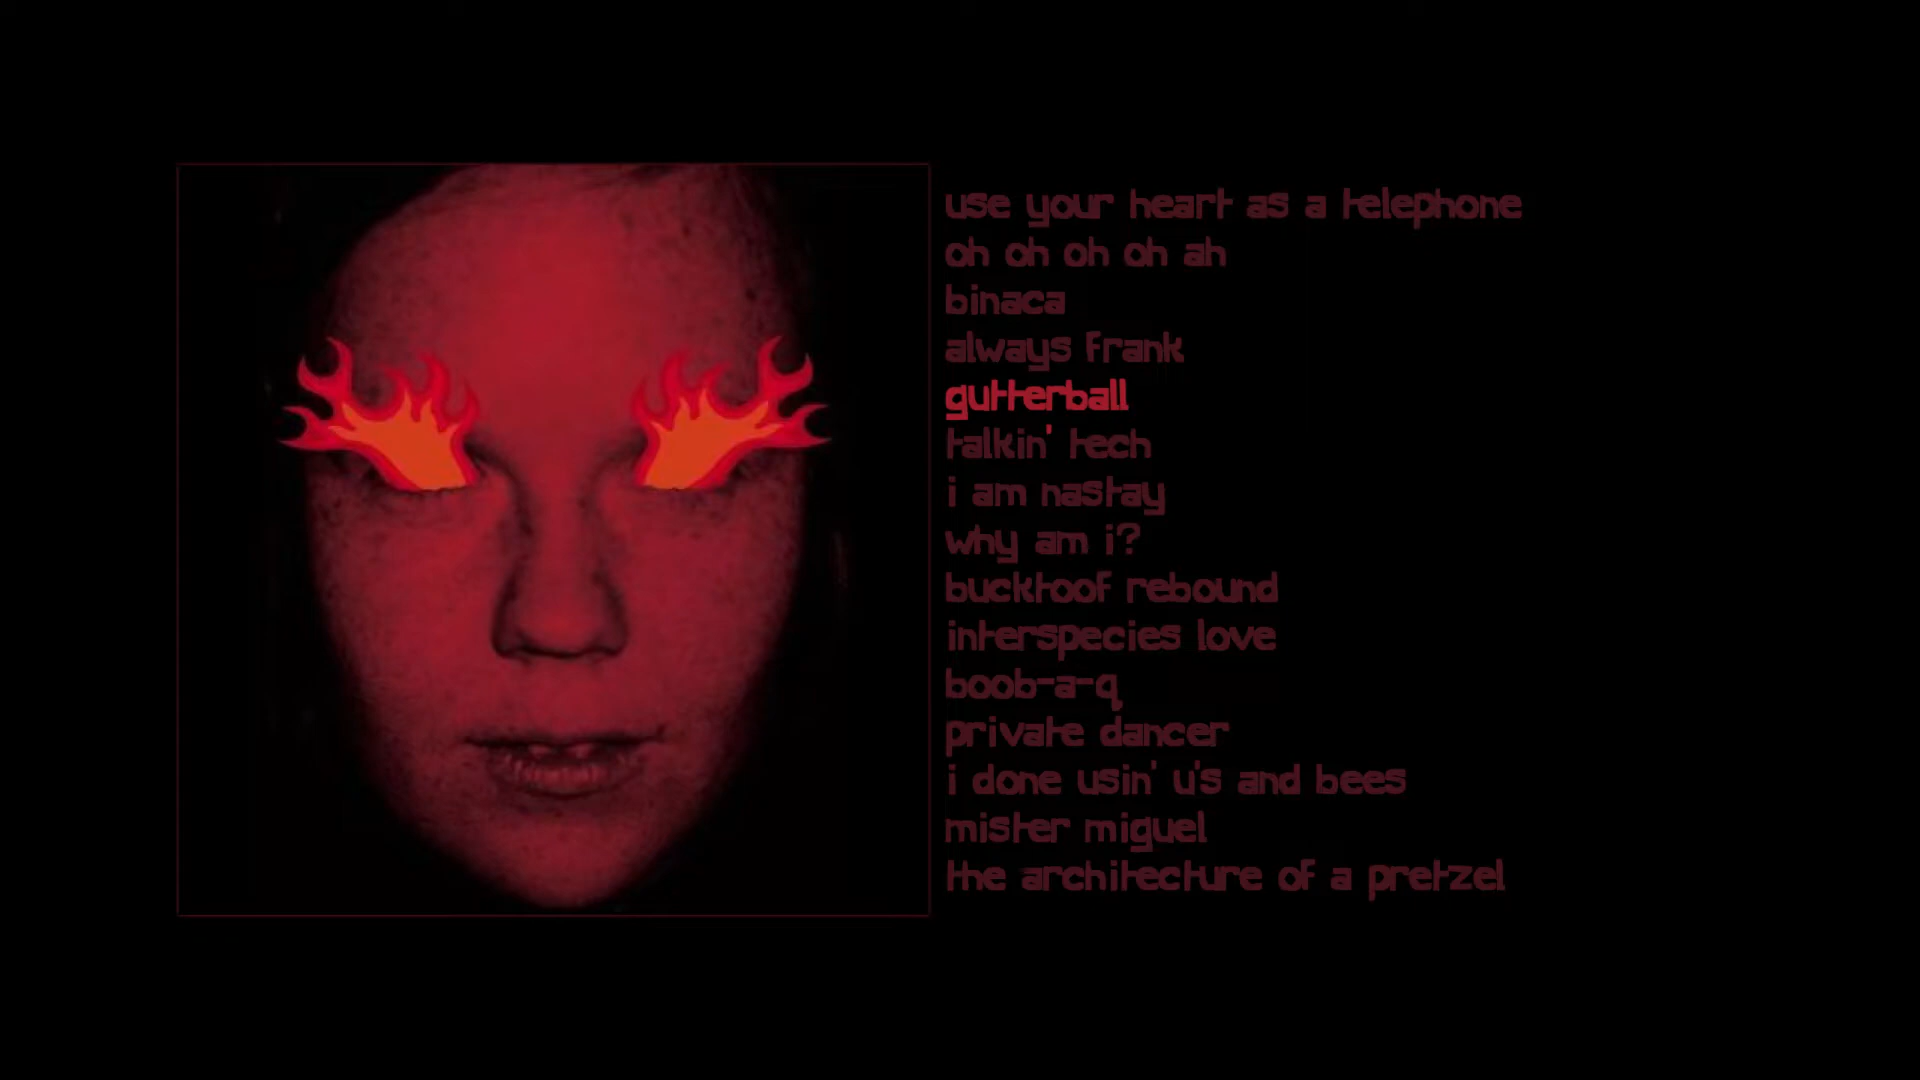 use your heart as a telephone
oh oh oh oh ah
binaca
always frank
gutterball
talkin' tech
i am nastay
why am i?
bucktoof rebound
interspecies love
boob-a-q
private dancer
i done usin' u's and bees
mister miguel
the architecture of a pretzel